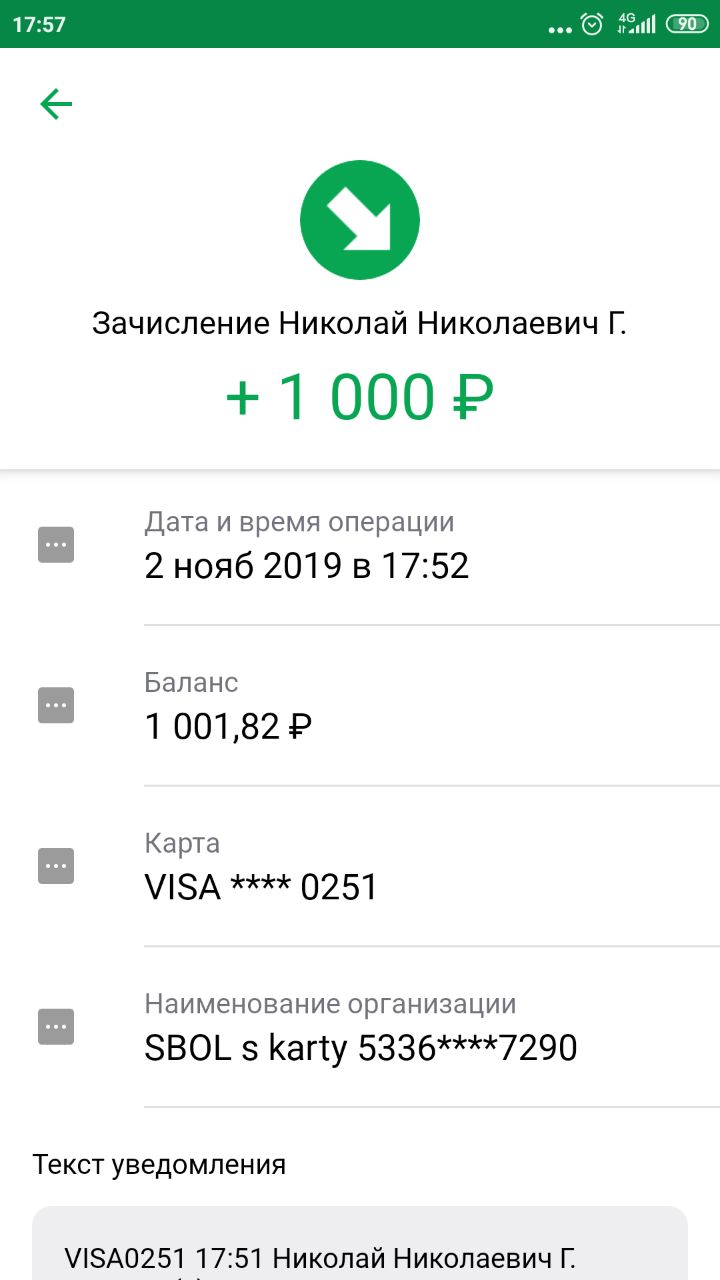 17:57
4G
90
Зачисление Николай Николаевич Г.
+ 1 000 ₽
Дата и время операции
2 нояб 2019 в 17:52
Баланс
1 001,82 ₽
Карта
VISA **** 0251
Наименование организации
SBOL s karty 5336****7290
Текст уведомления
VISA0251 17:51 Николай Николаевич Г.